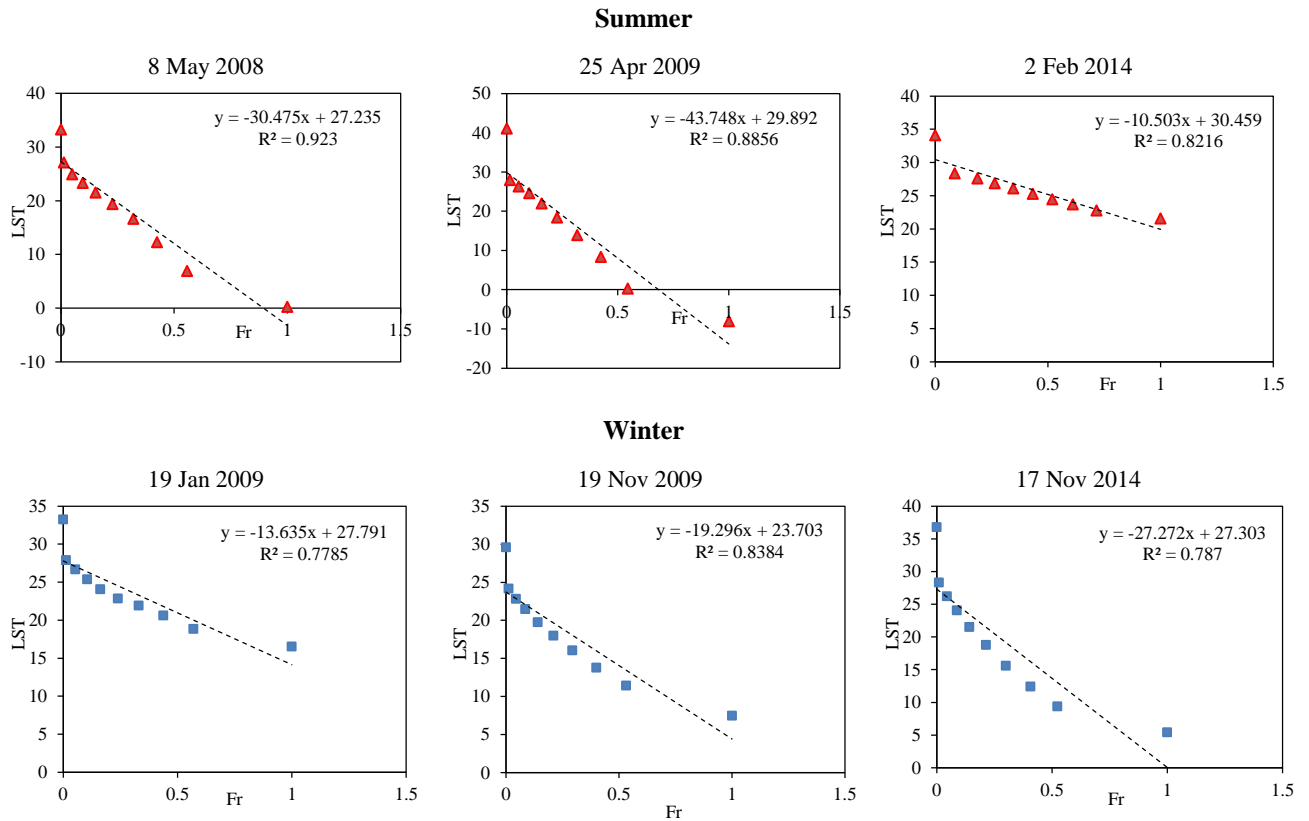 Summer
8 May 2008
y = -30.475x + 27.235
R² = 0.923
40
30
20
10
0
-10
LST
0
0.5
1
1.5
Fr
25 Apr 2009
y = -43.748x + 29.892
R² = 0.8856
50
40
30
20
10
0
-10
-20
LST
0
0.5
1
1.5
Fr
2 Feb 2014
y = -10.503x + 30.459
R² = 0.8216
40
35
30
25
20
15
10
5
0
LST
0
0.5
1
1.5
Fr
Winter
19 Jan 2009
y = -13.635x + 27.791
R² = 0.7785
35
30
25
20
15
10
5
0
LST
0
0.5
1
1.5
Fr
19 Nov 2009
y = -19.296x + 23.703
R² = 0.8384
35
30
25
20
15
10
5
0
LST
0
0.5
1
1.5
Fr
17 Nov 2014
y = -27.272x + 27.303
R² = 0.787
40
35
30
25
20
15
10
5
0
LST
0
0.5
1
1.5
Fr